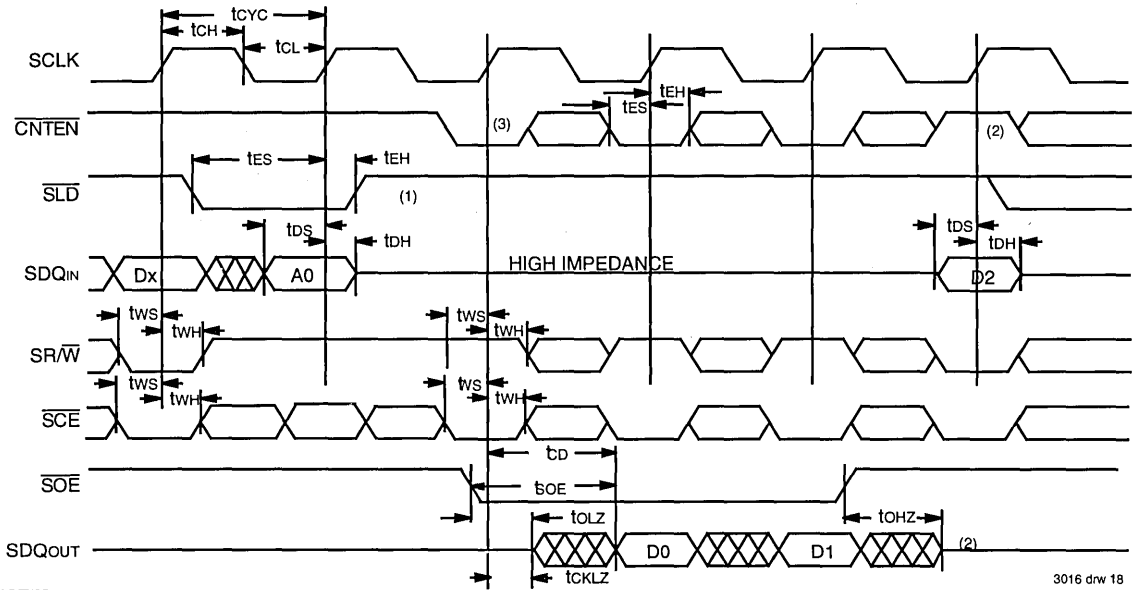 tCYC
tCH
tCL
SCLK
tEH
tES
CNTEN
(3)
(2)
tES
tEH
SLD
(1)
tDS
tDH
tDS
tDH
SDQIN
Dx
A0
HIGH IMPEDANCE
D2
tWS
tWH
tWS
tWH
SR/W
tWS
tWH
tWS
tWH
SCE
tCD
SOE
tSOE
tOLZ
tOHZ
SDQOUT
D0
D1
(2)
tCKLZ
3016 drw 18